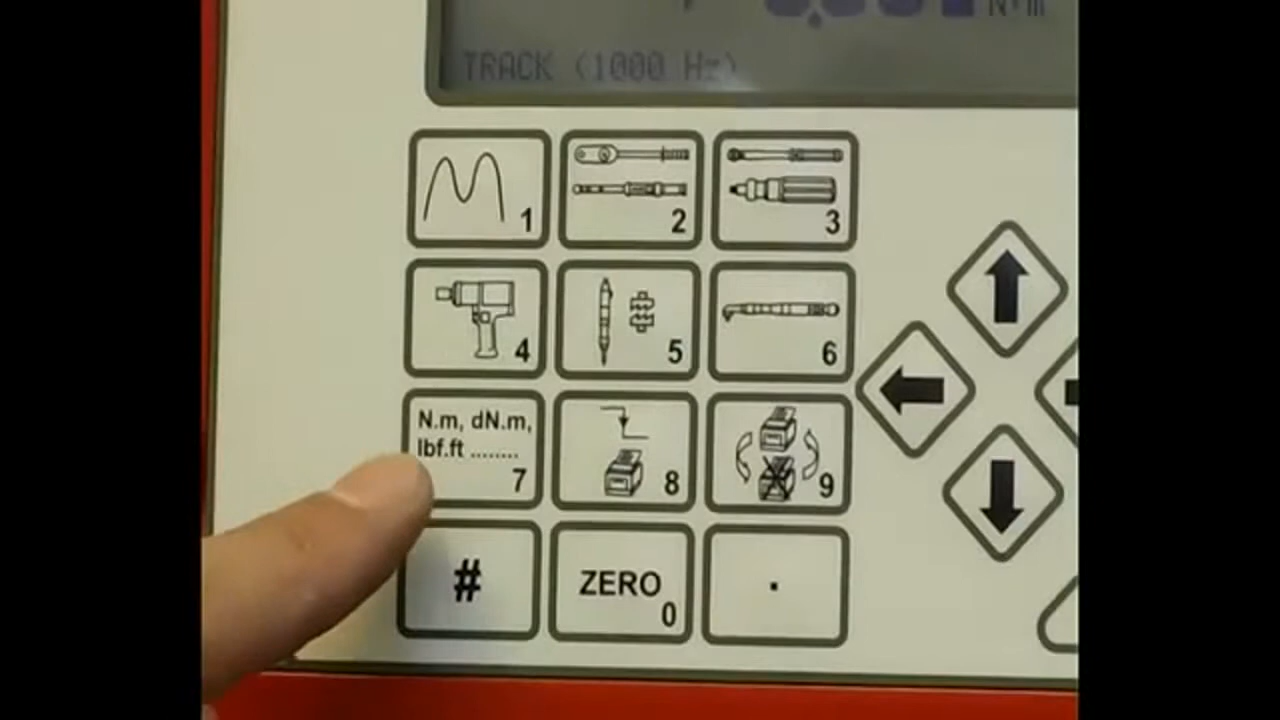 N·m
TRACK (1000 Hz)
1
2
3
4
5
6
N.m, dN.m,
lbf.ft ........
7
8
9
#
ZERO
0
.